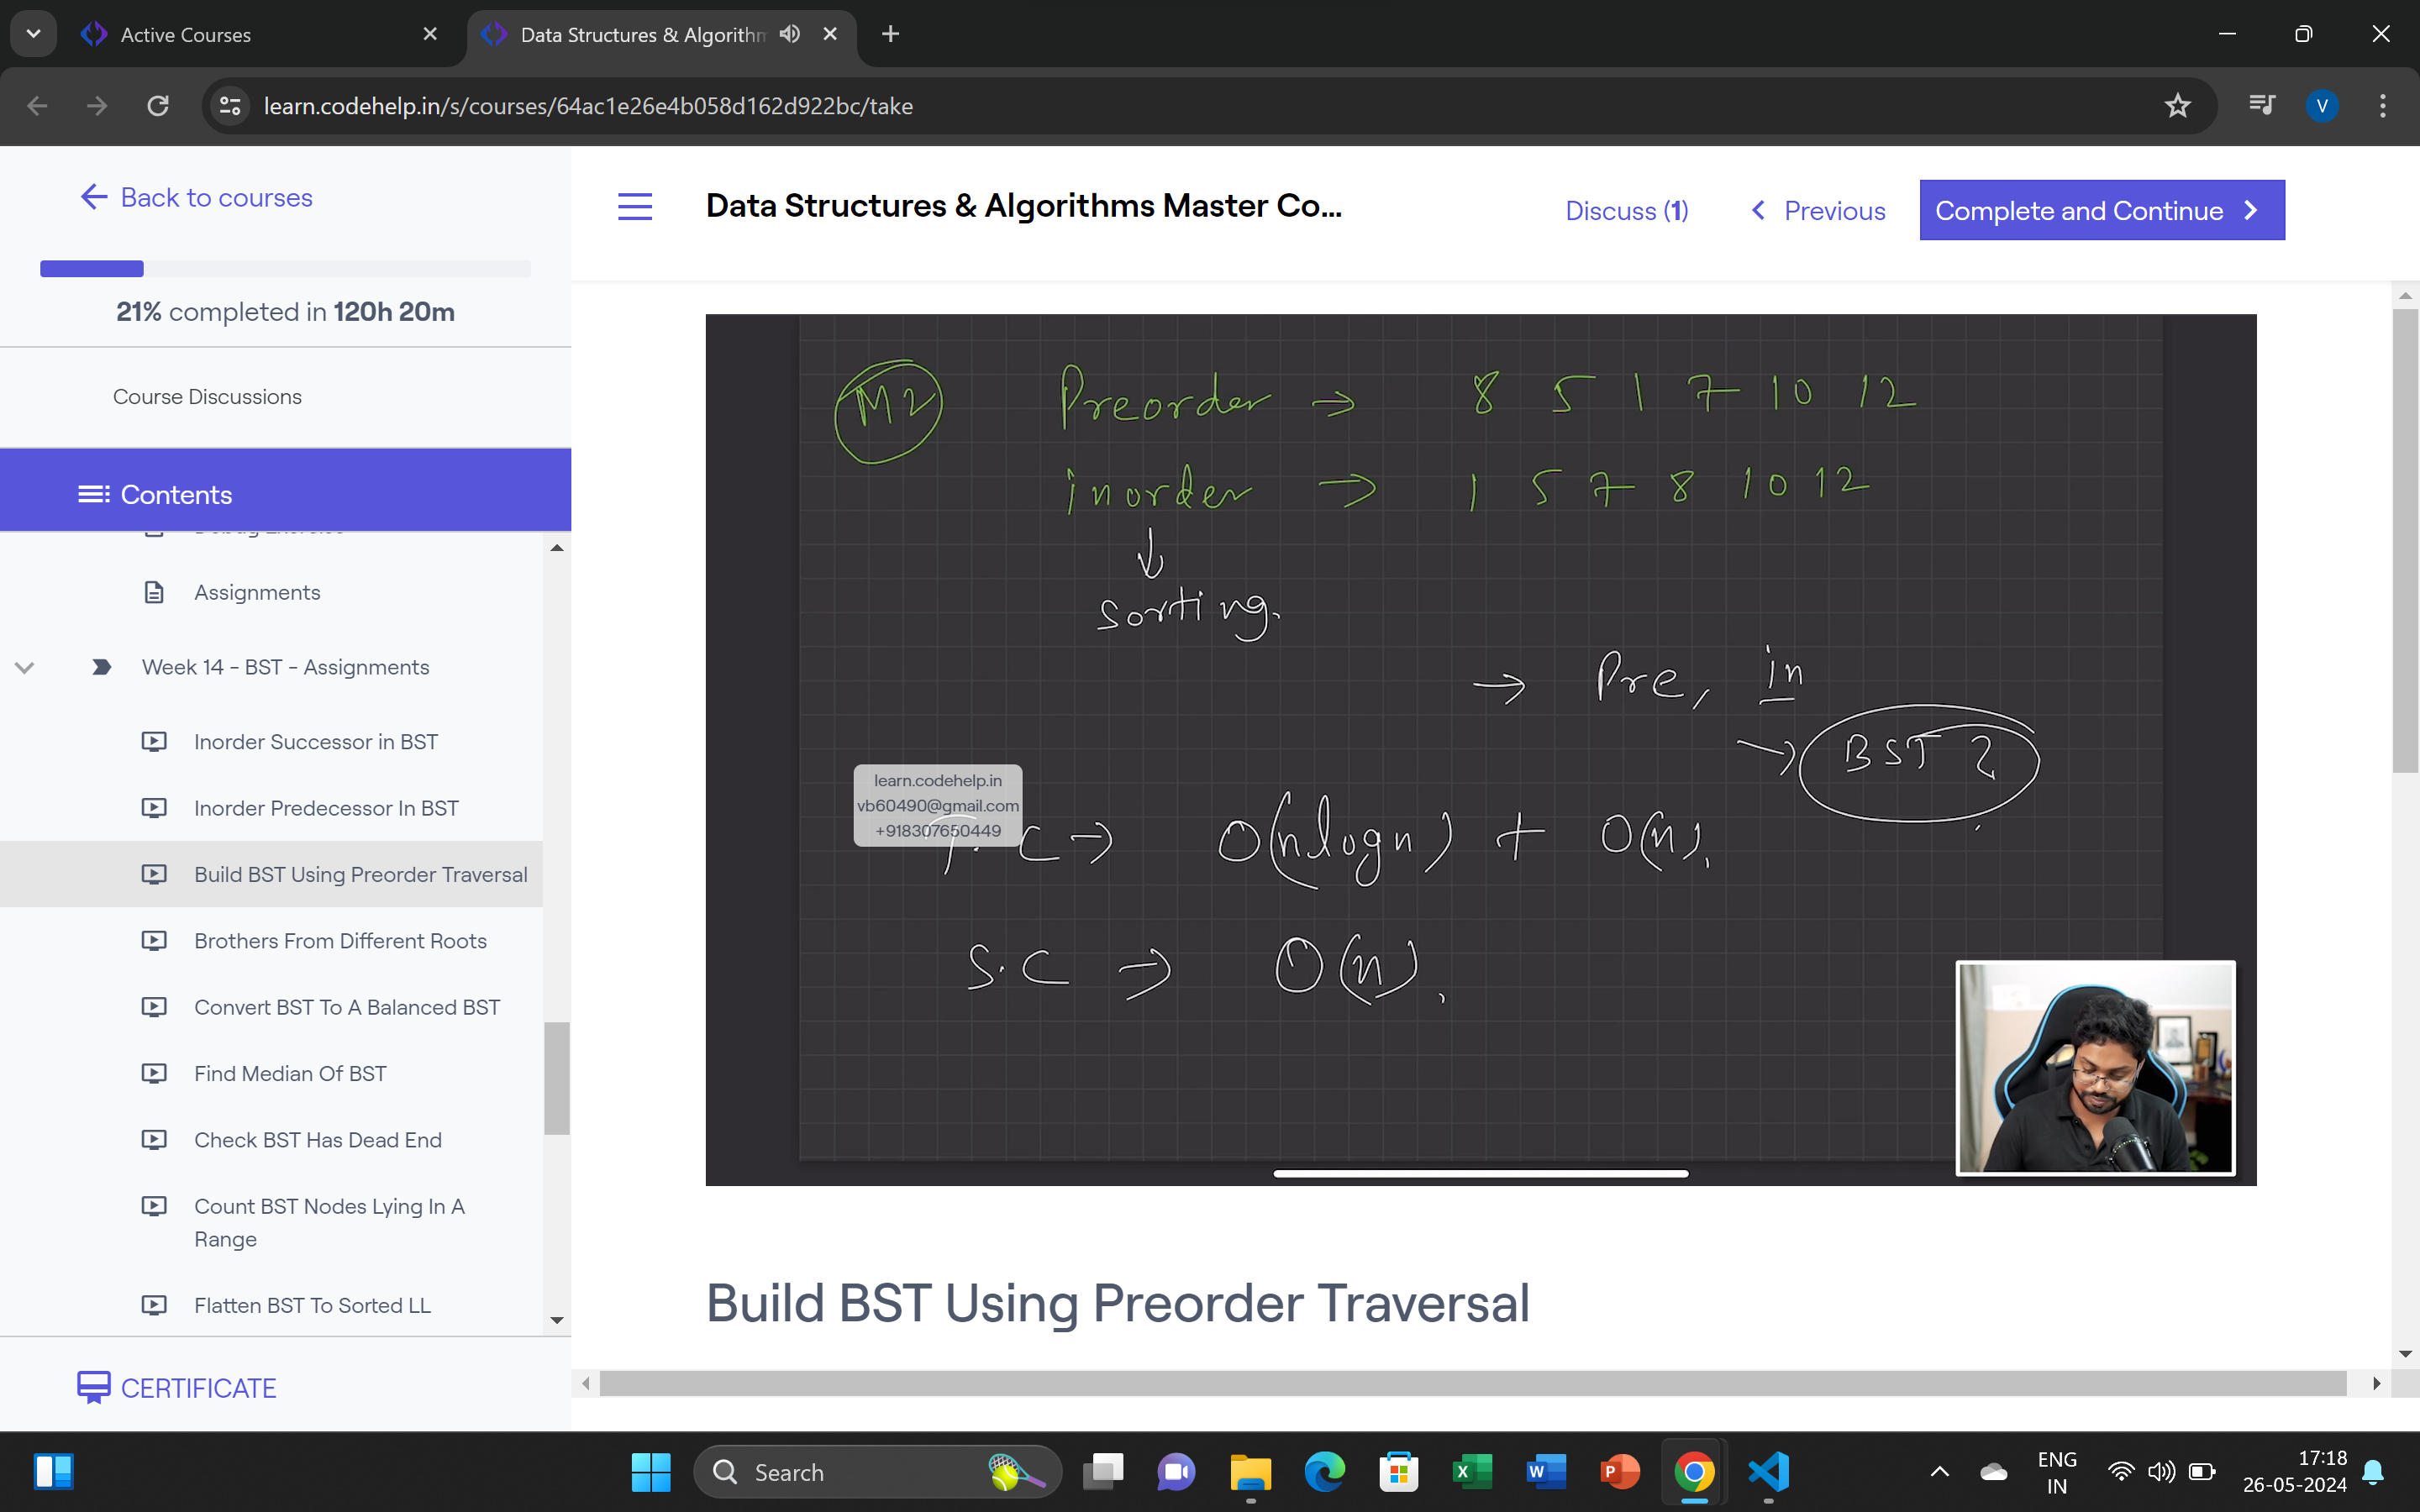 Active Courses
Data Structures & Algorithm
learn.codehelp.in/s/courses/64ac1e26e4b058d162d922bc/take
V
Back to courses
21% completed in 120h 20m
Course Discussions
Contents
Assignments
Week 14 - BST - Assignments
Inorder Successor in BST
Inorder Predecessor In BST
Build BST Using Preorder Traversal
Brothers From Different Roots
Convert BST To A Balanced BST
Find Median Of BST
Check BST Has Dead End
Count BST Nodes Lying In A
Range
Flatten BST To Sorted LL
CERTIFICATE
Data Structures & Algorithms Master Co...
Discuss (1)
Previous
Complete and Continue
M2 Preorder → 8 5 1 7 10 12
inorder → 1 5 7 8 10 12
↓
sorting.
→ Pre, in
→ BST ?
learn.codehelp.in
vb60490@gmail.com
+918307650449
T.C → O(nlogn) + O(n).
S.C → O(n).
Build BST Using Preorder Traversal
Search
ENG
IN
17:18
26-05-2024